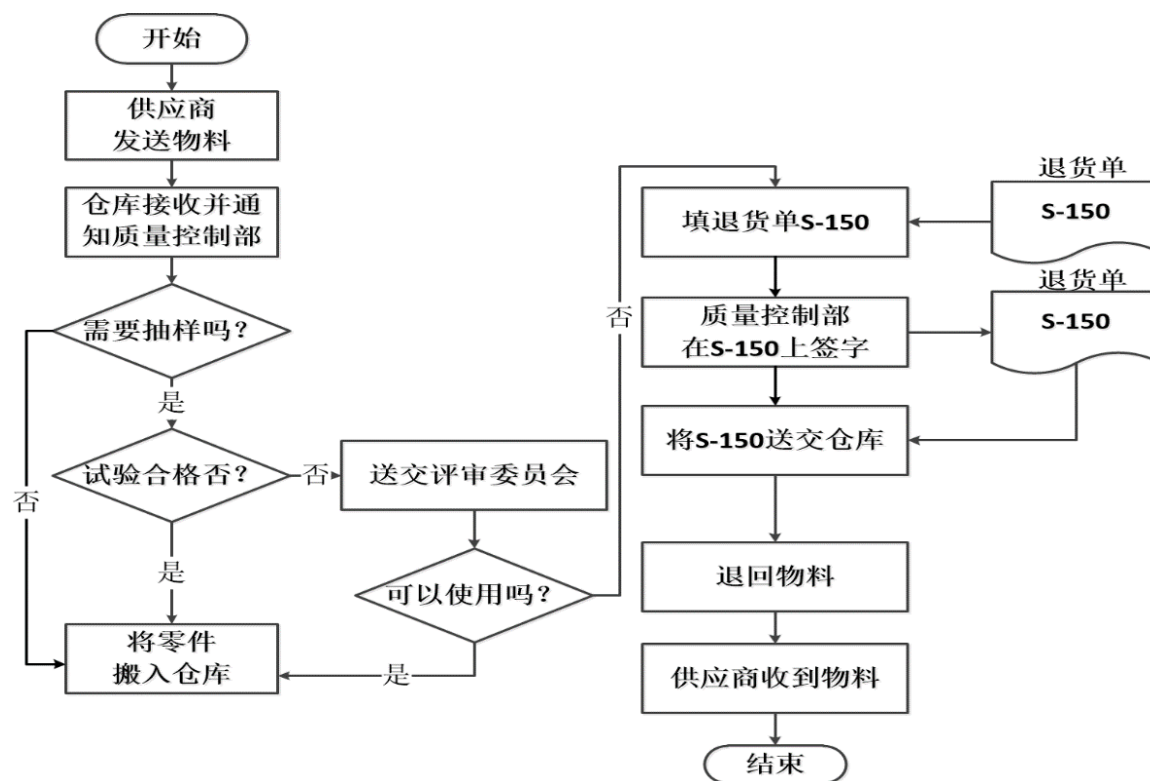 开始
供应商
发送物料
仓库接收并通
知质量控制部
需要抽样吗?
是
试验合格否?
否
送交评审委员会
否
是
可以使用吗?
将零件
搬入仓库
是
否
填退货单S-150
退货单
S-150
质量控制部
在S-150上签字
退货单
S-150
将S-150送交仓库
退回物料
供应商收到物料
结束